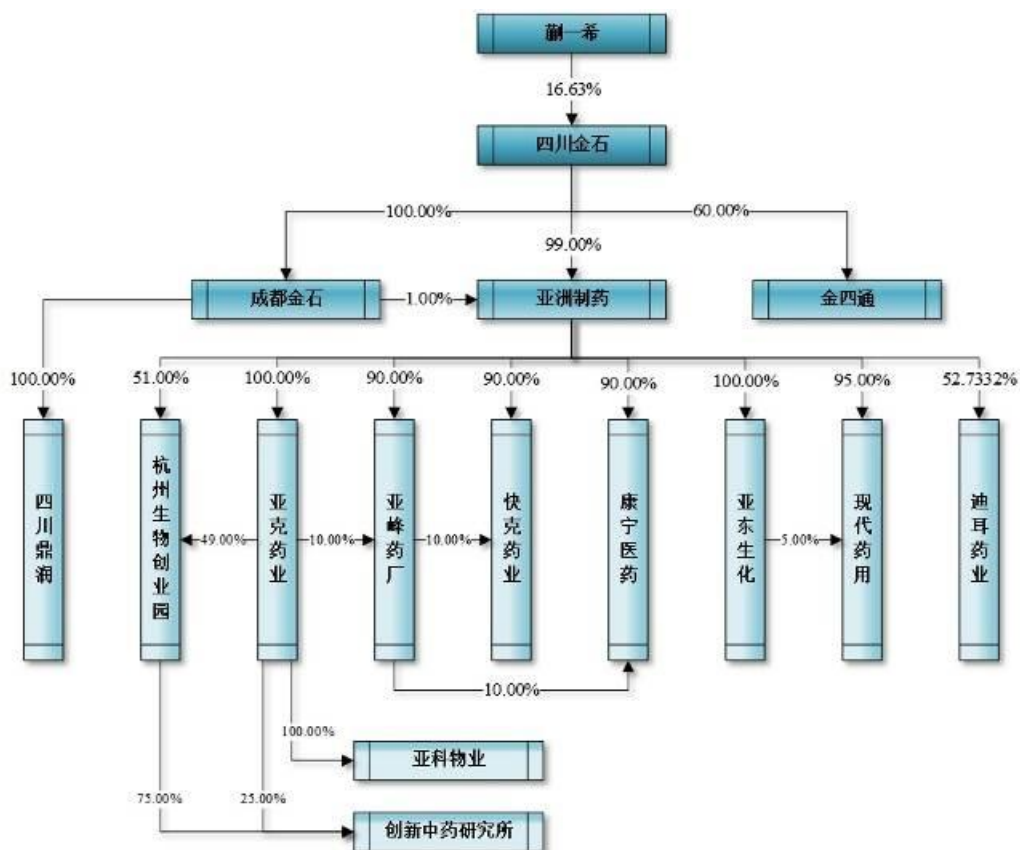 蒯一希
16.63%
四川金石
100.00%
60.00%
99.00%
成都金石
1.00%
亚洲制药
金四通
100.00%
51.00%
100.00%
90.00%
90.00%
90.00%
100.00%
95.00%
52.7332%
四川鼎润
杭州生物创业园
49.00%
亚克药业
10.00%
亚峰药厂
10.00%
快克药业
康宁医药
亚东生化
5.00%
现代药用
迪耳药业
10.00%
100.00%
亚科物业
75.00%
25.00%
创新中药研究所